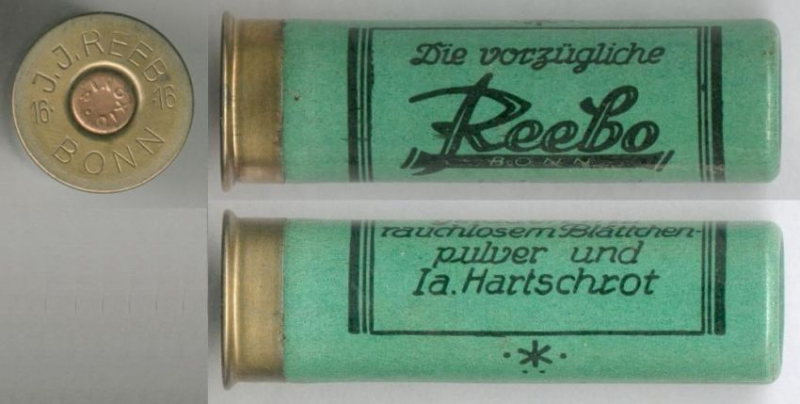 J.J. REEB
16· ·16
BONN
Die vorzügliche
ReeBo
BONN
rauchlosem Blättchen-
pulver und
Ia. Hartschrot